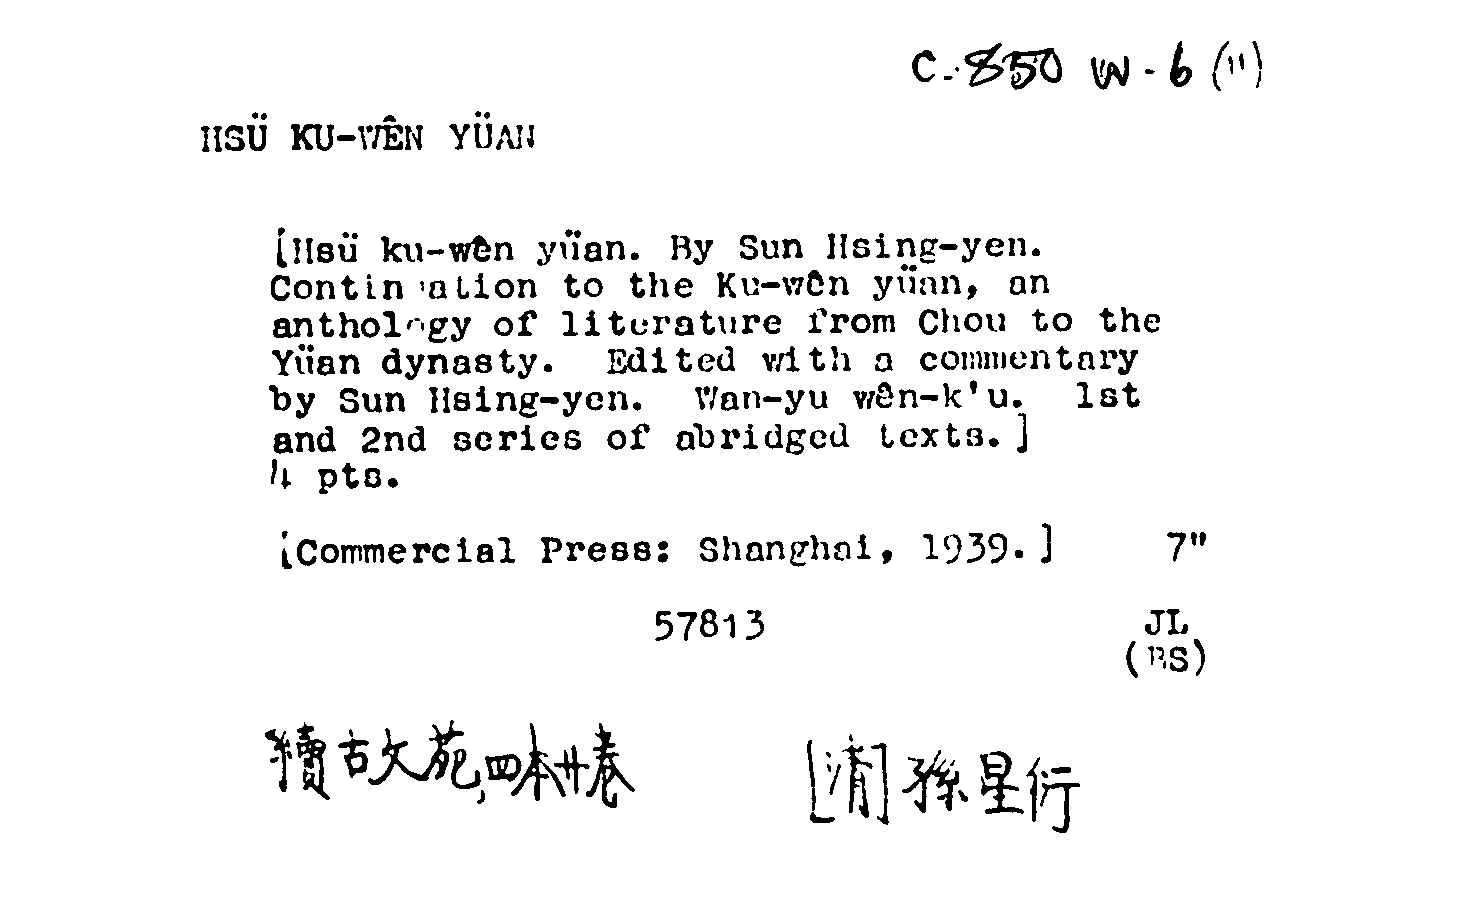 C.850 W-6 (")
HSÜ KU-WÊN YÜAN
[Hsü ku-wên yüan. By Sun Hsing-yen.
Continuation to the Ku-wên yüan, an
anthology of literature from Chou to the
Yüan dynasty. Edited with a commentary
by Sun Hsing-yen. Wan-yu wên-k'u. 1st
and 2nd series of abridged texts.]
4 pts.
[Commercial Press: Shanghai, 1939.] 7"
57813 JL
(BS)
續古文苑,四本廿卷 [清]孫星衍